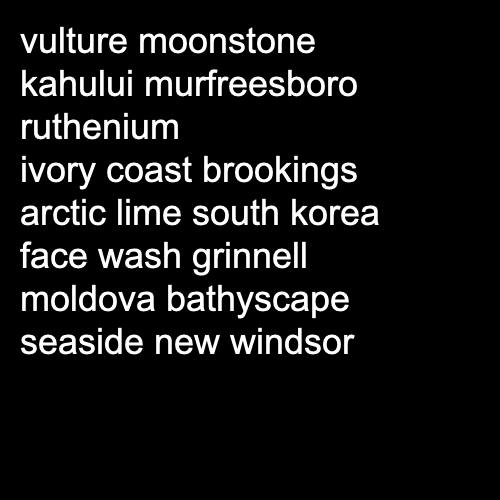 vulture moonstone
kahului murfreesboro
ruthenium
ivory coast brookings
arctic lime south korea
face wash grinnell
moldova bathyscape
seaside new windsor